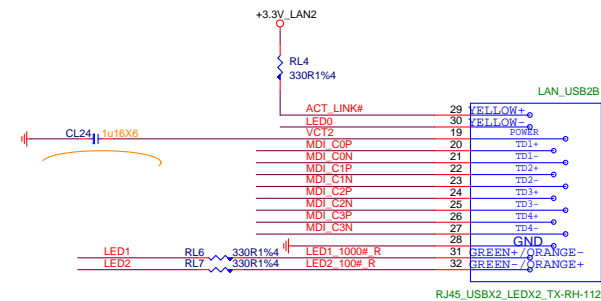 +3.3V_LAN2
RL4
330R1%4
LAN_USB2B
ACT_LINK# 29 YELLOW+
LED0 30 YELLOW-
CL24 1u16X6 VCT2 19 POWER
MDI_C0P 20 TD1+
MDI_C0N 21 TD1-
MDI_C1P 22 TD2+
MDI_C1N 23 TD2-
MDI_C2P 24 TD3+
MDI_C2N 25 TD3-
MDI_C3P 26 TD4+
MDI_C3N 27 TD4-
28 GND
LED1 RL6 330R1%4 LED1_1000#_R 31 GREEN+/ORANGE-
LED2 RL7 330R1%4 LED2_100#_R 32 GREEN-/ORANGE+
RJ45_USBX2_LEDX2_TX-RH-112